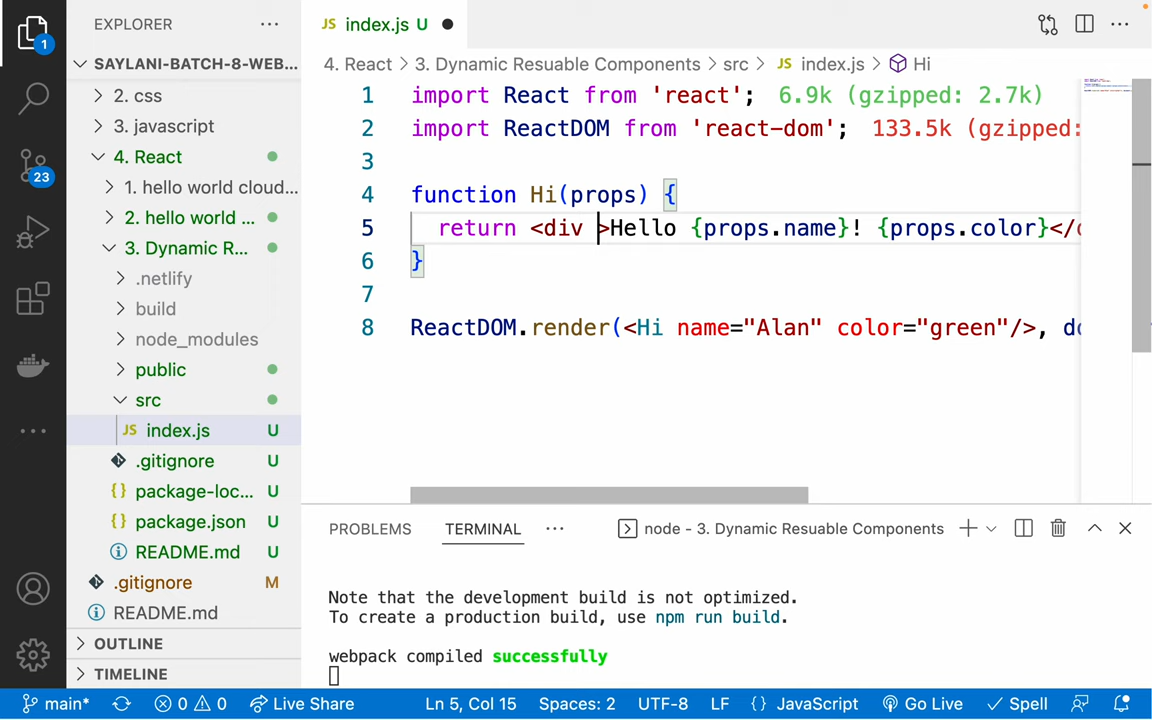 EXPLORER
SAYLANI-BATCH-8-WEB...
2. css
3. javascript
4. React
1. hello world cloud...
2. hello world ...
3. Dynamic R...
.netlify
build
node_modules
public
src
JS index.js U
.gitignore U
{} package-loc... U
{} package.json U
README.md U
.gitignore M
README.md
OUTLINE
TIMELINE
1
23
JS index.js U
4. React > 3. Dynamic Resuable Components > src > JS index.js > Hi
1 import React from 'react'; 6.9k (gzipped: 2.7k)
2 import ReactDOM from 'react-dom'; 133.5k (gzipped:
3
4 function Hi(props) {
5 return <div >Hello {props.name}! {props.color}</
6 }
7
8 ReactDOM.render(<Hi name="Alan" color="green"/>, do
PROBLEMS TERMINAL ... node - 3. Dynamic Resuable Components
Note that the development build is not optimized.
To create a production build, use npm run build.
webpack compiled successfully
main* 0 0 Live Share Ln 5, Col 15 Spaces: 2 UTF-8 LF {} JavaScript Go Live Spell